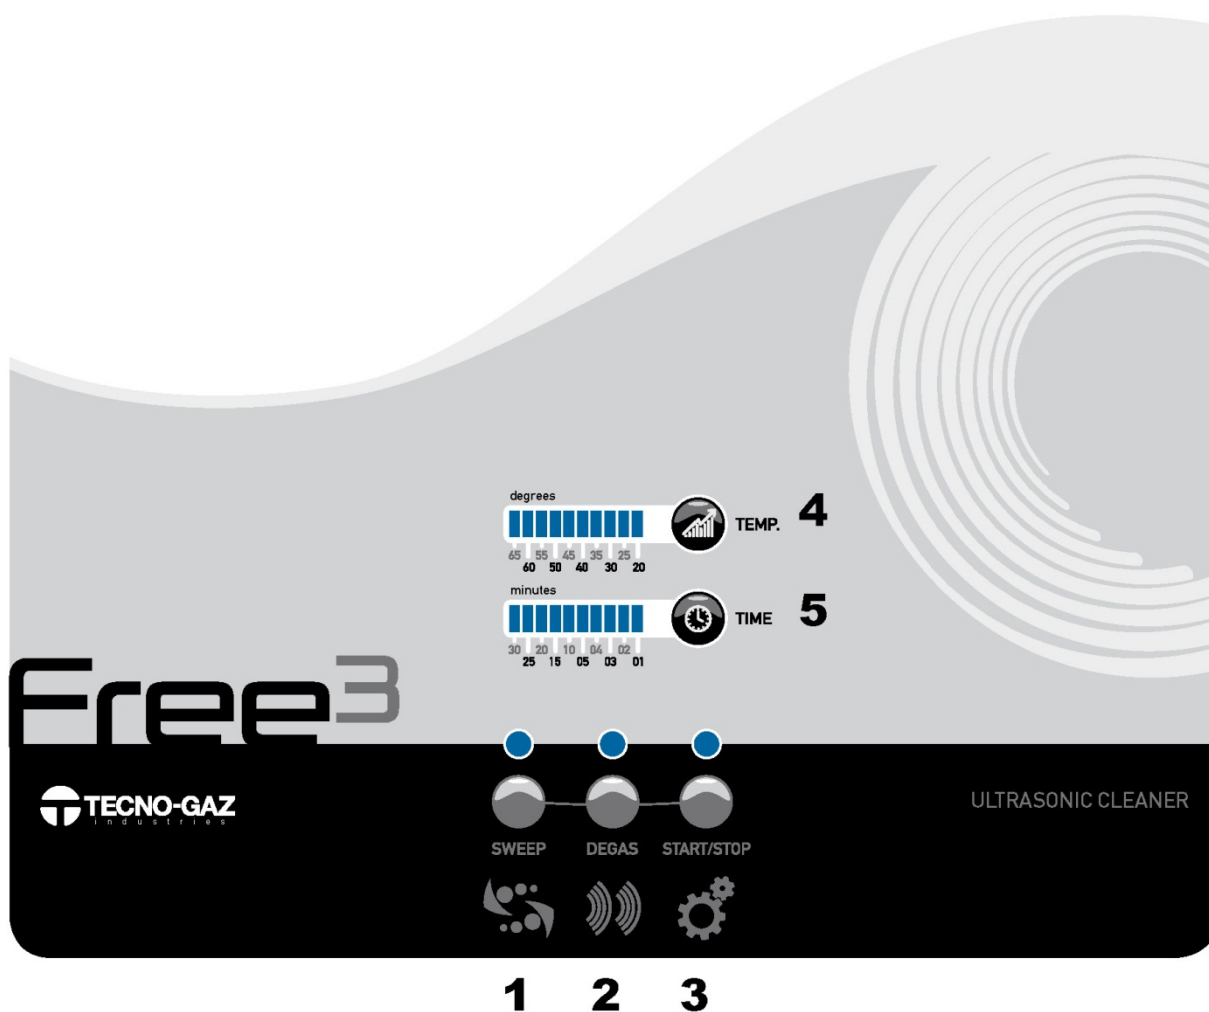 degrees
TEMP. 4
65 55 45 35 25
60 50 40 30 20
minutes
TIME 5
30 20 10 04 02
25 15 05 03 01
Free3
TECNO-GAZ
industries
ULTRASONIC CLEANER
SWEEP DEGAS START/STOP
1 2 3